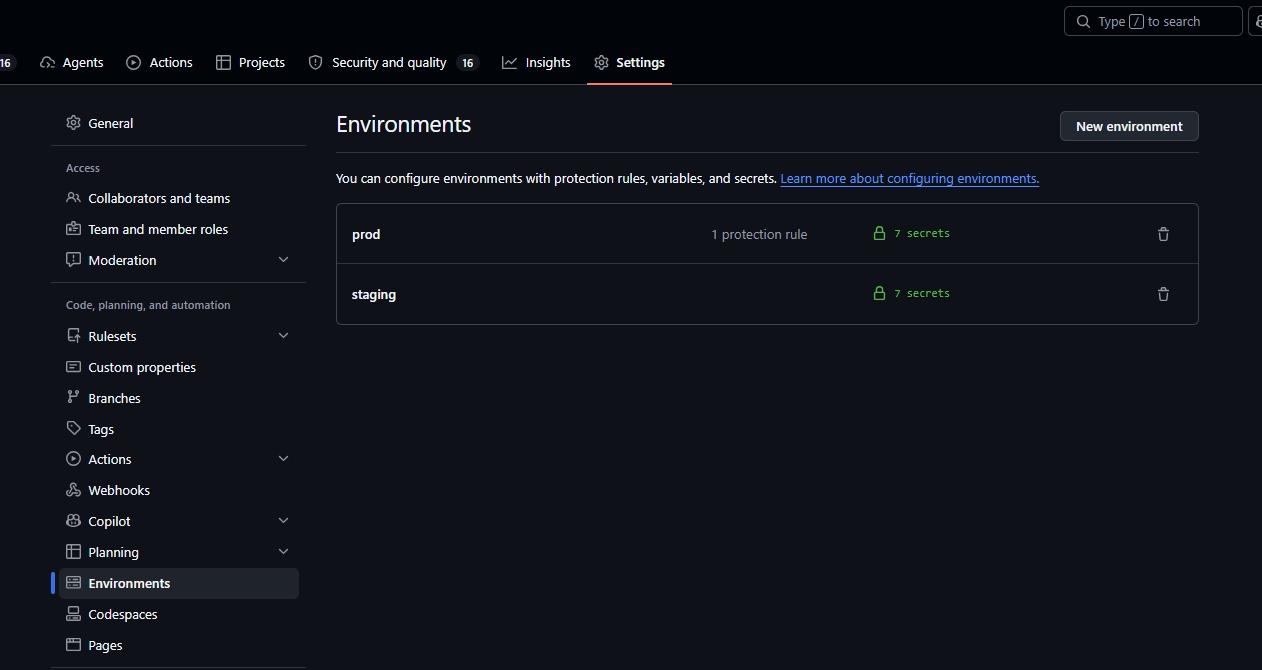 Type / to search
16
Agents
Actions
Projects
Security and quality 16
Insights
Settings
General
Access
Collaborators and teams
Team and member roles
Moderation
Code, planning, and automation
Rulesets
Custom properties
Branches
Tags
Actions
Webhooks
Copilot
Planning
Environments
Codespaces
Pages
Environments
New environment
You can configure environments with protection rules, variables, and secrets. Learn more about configuring environments.
prod 1 protection rule 7 secrets
staging 7 secrets